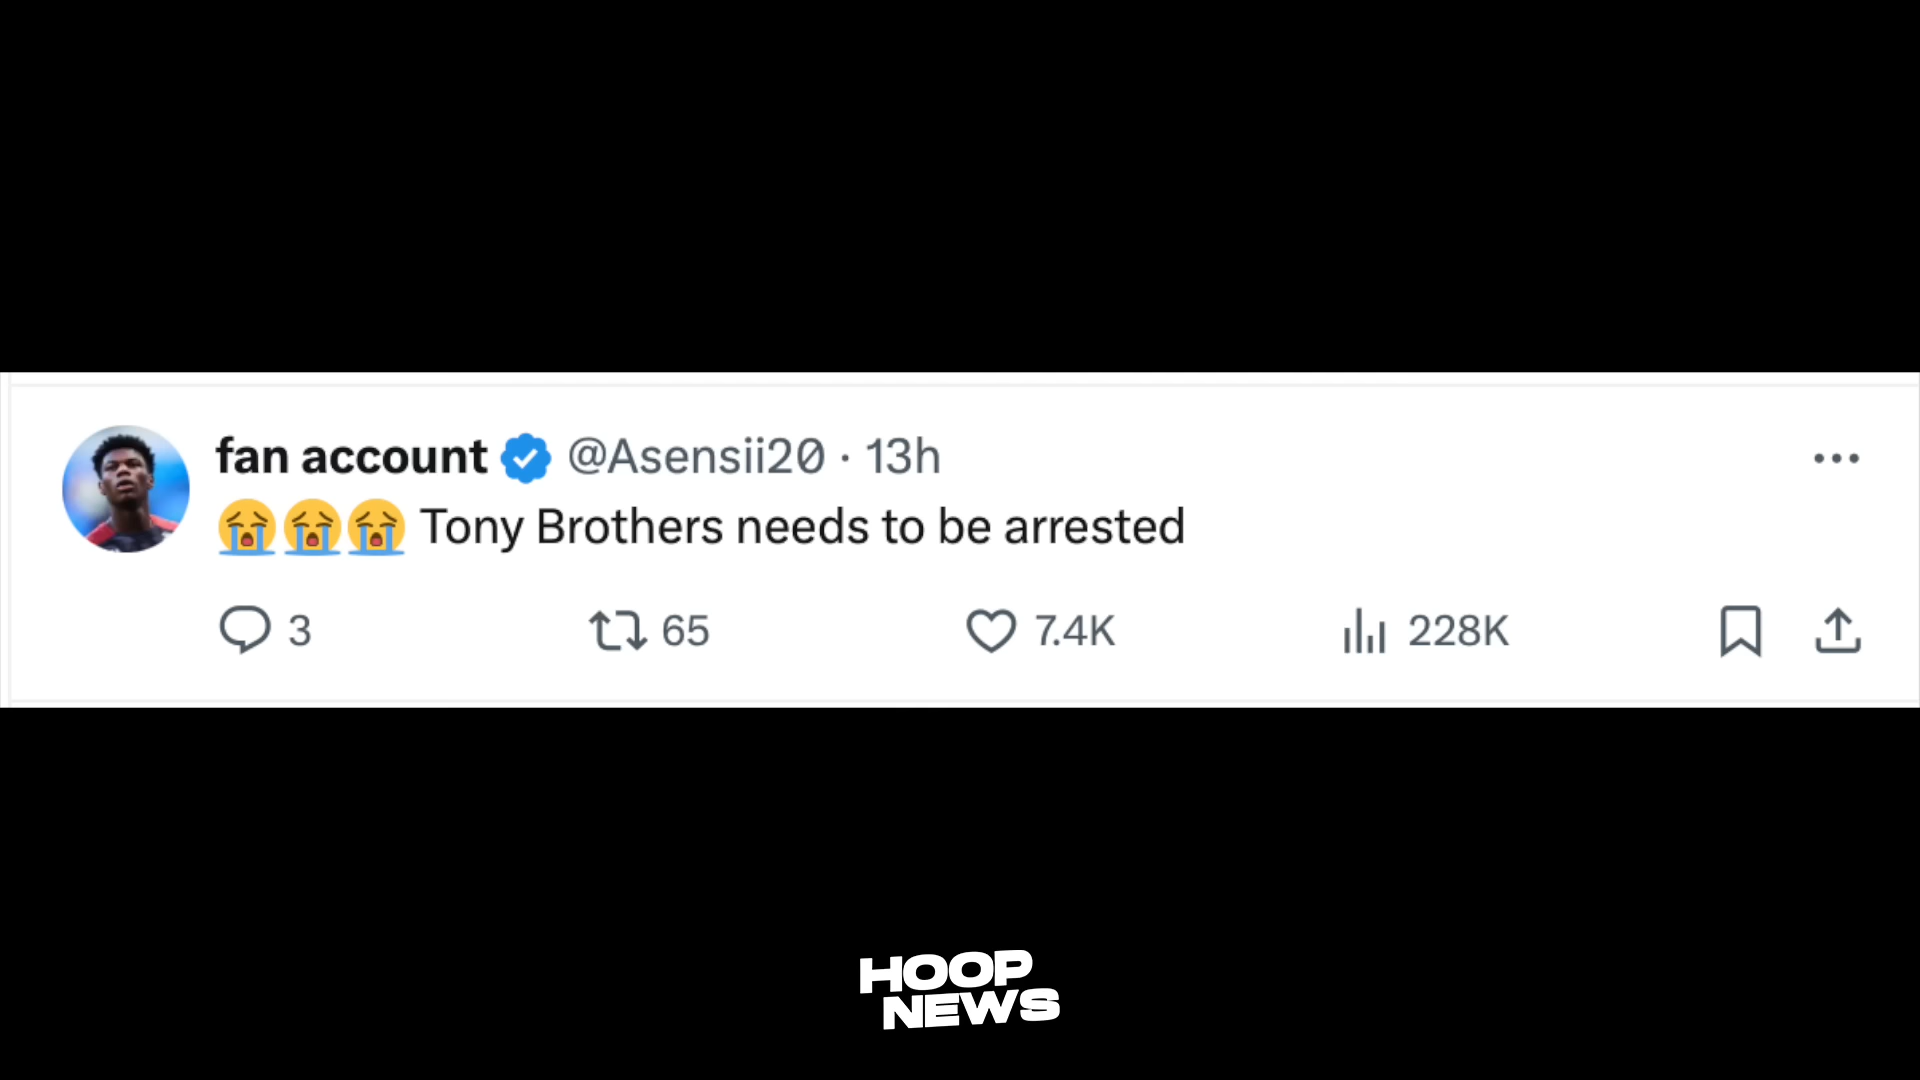 fan account @Asensii20 · 13h
😭😭😭 Tony Brothers needs to be arrested
3 65 7.4K 228K
HOOP
NEWS